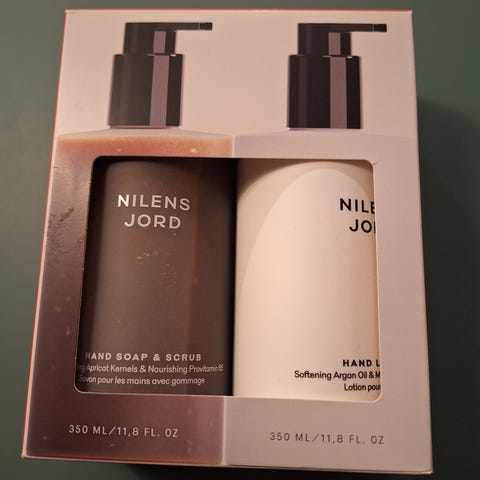 NILENS
JORD
HAND SOAP & SCRUB
Apricot Kernels & Nourishing Provitamin B5
Savon pour les mains avec gommage
350 ML/11,8 FL. OZ
NILE
JO
HAND L
Softening Argan Oil & M
Lotion pour
350 ML/11,8 FL. OZ